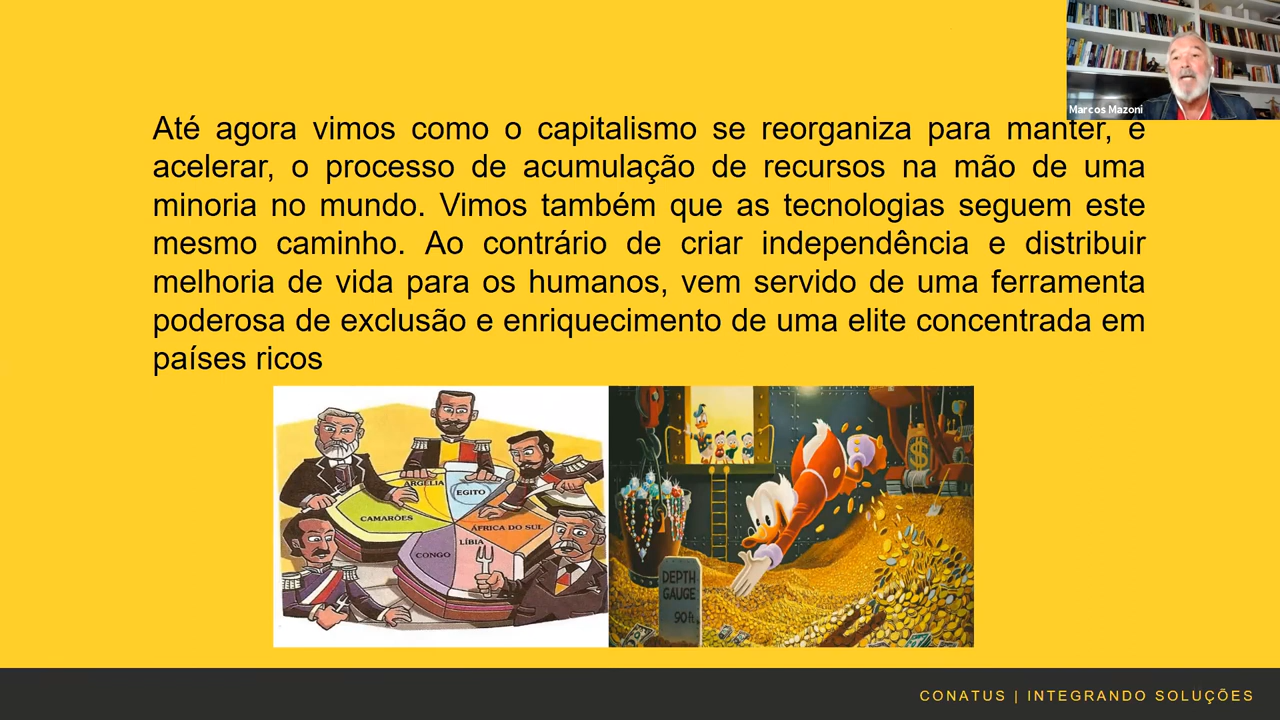 Marcos Mazoni
Até agora vimos como o capitalismo se reorganiza para manter, e
acelerar, o processo de acumulação de recursos na mão de uma
minoria no mundo. Vimos também que as tecnologias seguem este
mesmo caminho. Ao contrário de criar independência e distribuir
melhoria de vida para os humanos, vem servido de uma ferramenta
poderosa de exclusão e enriquecimento de uma elite concentrada em
países ricos
ARGELIA
EGITO
CAMARÕES
ÁFRICA DO SUL
LÍBIA
CONGO
$
DEPTH
GAUGE
90 ft.
CONATUS | INTEGRANDO SOLUÇÕES